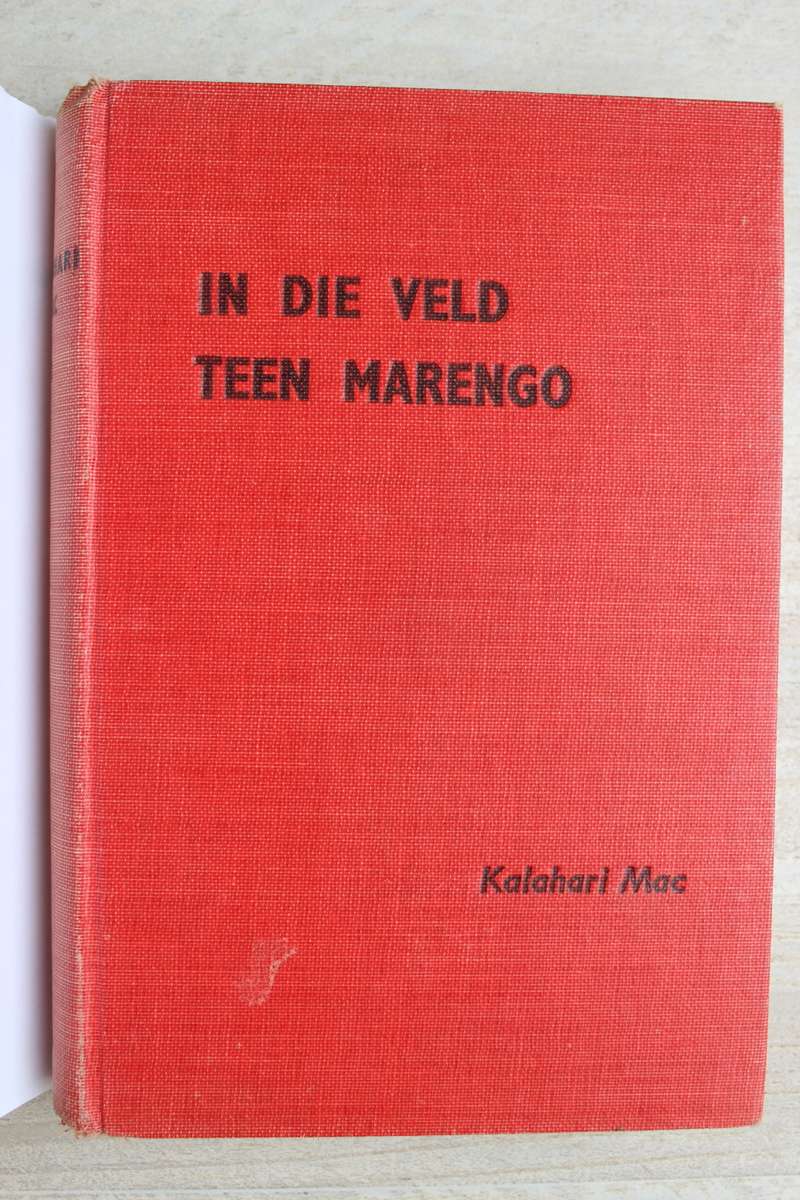 IN DIE VELD
TEEN MARENGO
Kalahari Mac